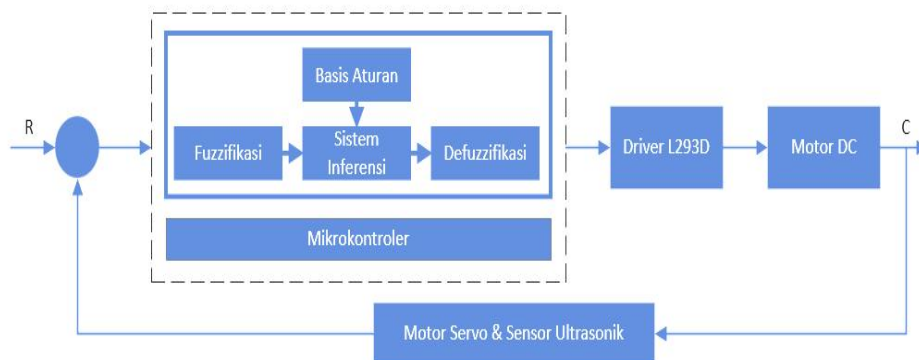 R
Basis Aturan
Fuzzifikasi
Sistem
Inferensi
Defuzzifikasi
Mikrokontroler
Driver L293D
Motor DC
C
Motor Servo & Sensor Ultrasonik